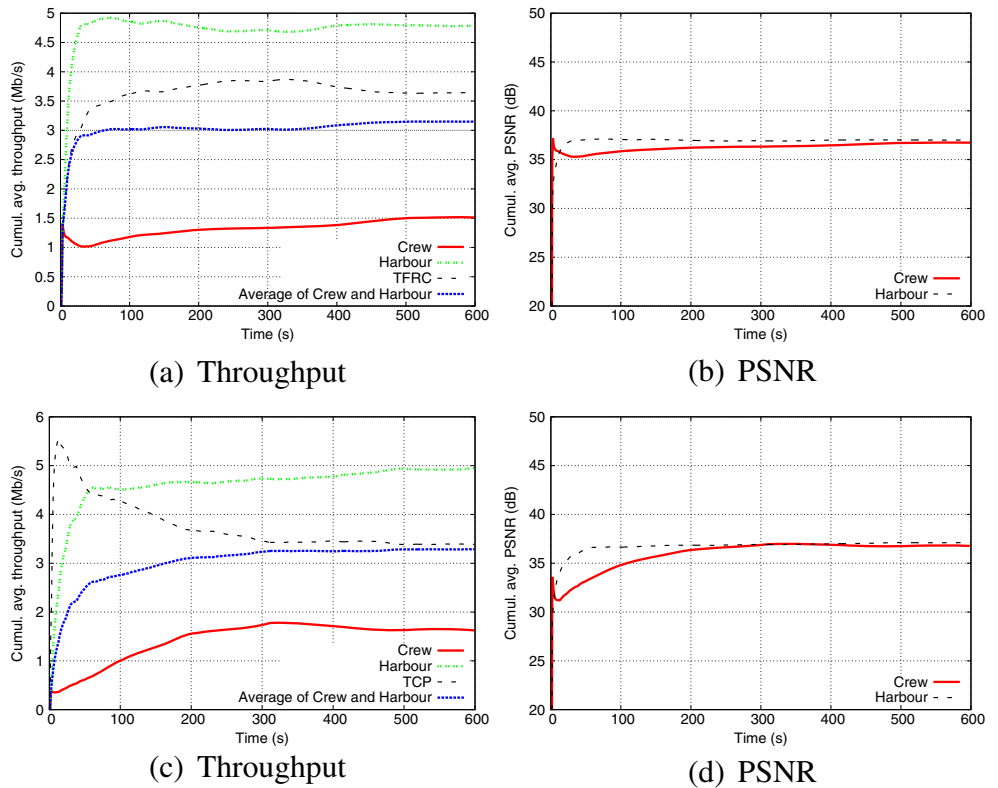 Cumul. avg. throughput (Mb/s)
5
4.5
4
3.5
3
2.5
2
1.5
1
0.5
0
0 100 200 300 400 500 600
Time (s)
Crew
Harbour
TFRC
Average of Crew and Harbour
(a) Throughput
Cumul. avg. PSNR (dB)
50
45
40
35
30
25
20
0 100 200 300 400 500 600
Time (s)
Crew
Harbour
(b) PSNR
Cumul. avg. throughput (Mb/s)
6
5
4
3
2
1
0
0 100 200 300 400 500 600
Time (s)
Crew
Harbour
TCP
Average of Crew and Harbour
(c) Throughput
Cumul. avg. PSNR (dB)
50
45
40
35
30
25
20
0 100 200 300 400 500 600
Time (s)
Crew
Harbour
(d) PSNR